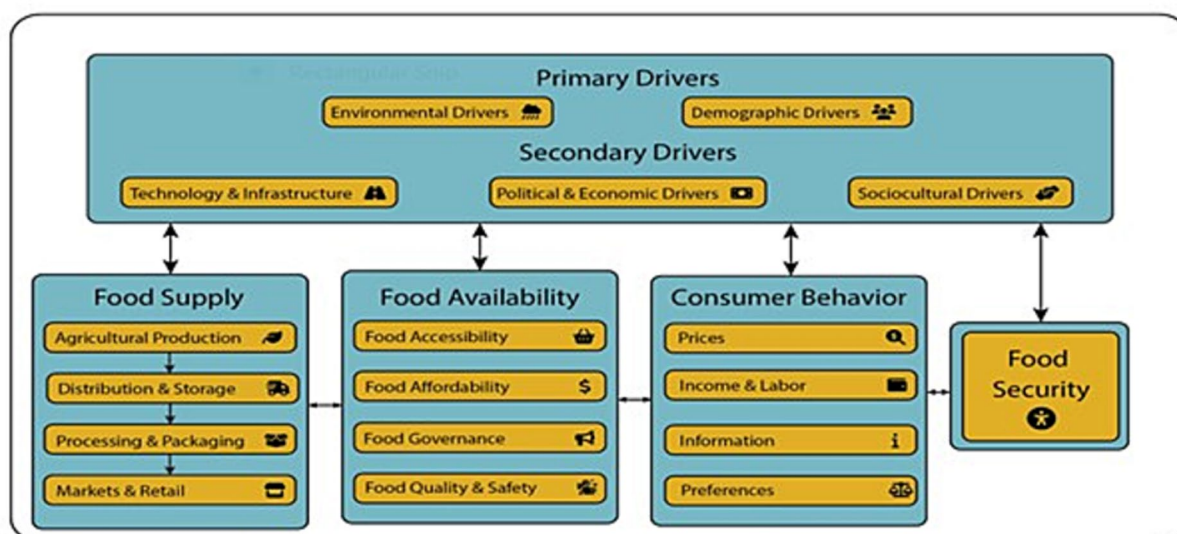 Rectangular Snip
Primary Drivers
Environmental Drivers
Demographic Drivers
Secondary Drivers
Technology & Infrastructure
Political & Economic Drivers
Sociocultural Drivers
Food Supply
Agricultural Production
Distribution & Storage
Processing & Packaging
Markets & Retail
Food Availability
Food Accessibility
Food Affordability
$
Food Governance
Food Quality & Safety
Consumer Behavior
Prices
Income & Labor
Information
i
Preferences
Food
Security